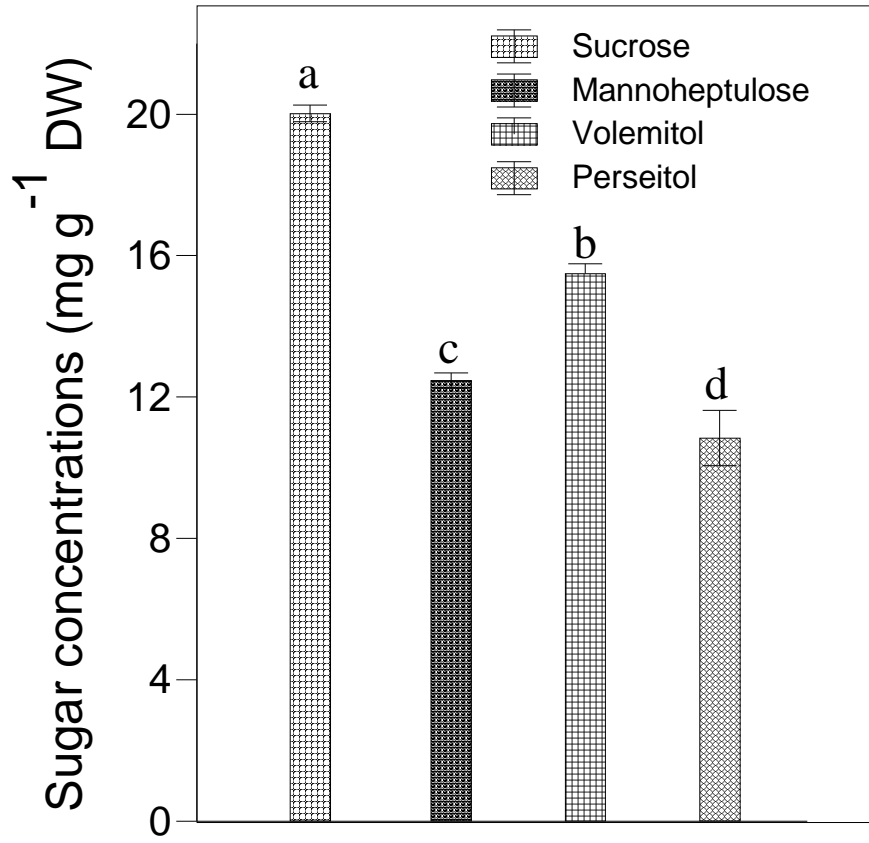 Sugar concentrations (mg g-1 DW)
20
16
12
8
4
0
a
c
b
d
Sucrose
Mannoheptulose
Volemitol
Perseitol